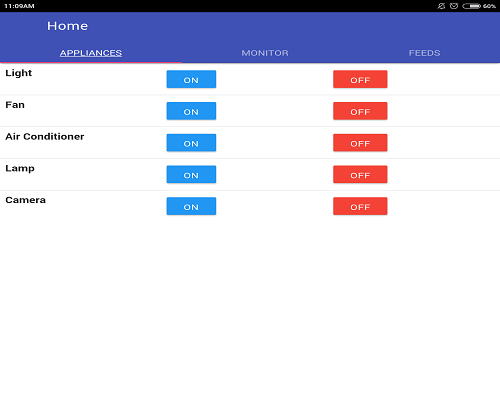 11:09AM 60%
Home
APPLIANCES MONITOR FEEDS
Light ON OFF
Fan ON OFF
Air Conditioner ON OFF
Lamp ON OFF
Camera ON OFF